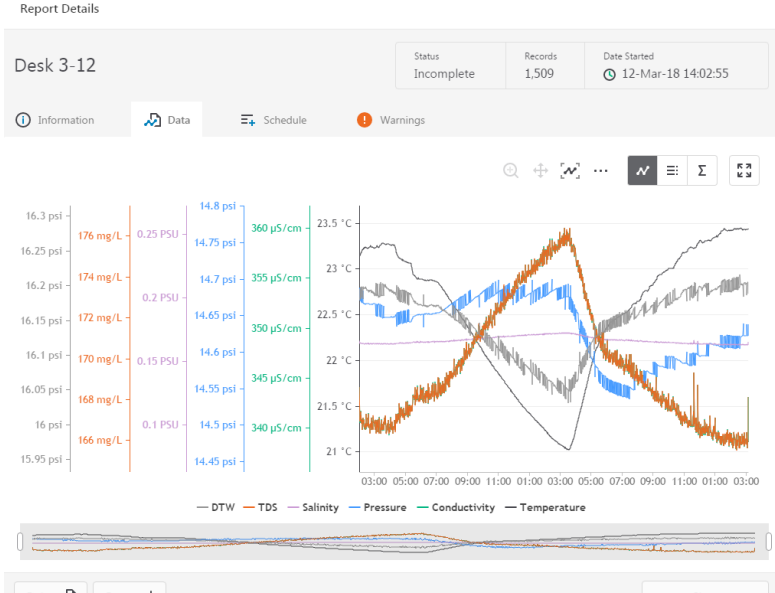 Report Details
Desk 3-12
Status
Incomplete
Records
1,509
Date Started
12-Mar-18 14:02:55
Information
Data
Schedule
Warnings
16.3 psi
16.25 psi
16.2 psi
16.15 psi
16.1 psi
16.05 psi
16 psi
15.95 psi
176 mg/L
174 mg/L
172 mg/L
170 mg/L
168 mg/L
166 mg/L
0.25 PSU
0.2 PSU
0.15 PSU
0.1 PSU
14.8 psi
14.75 psi
14.7 psi
14.65 psi
14.6 psi
14.55 psi
14.5 psi
14.45 psi
360 µS/cm
355 µS/cm
350 µS/cm
345 µS/cm
340 µS/cm
23.5 °C
23 °C
22.5 °C
22 °C
21.5 °C
21 °C
03:00 05:00 07:00 09:00 11:00 01:00 03:00 05:00 07:00 09:00 11:00 01:00 03:00
DTW TDS Salinity Pressure Conductivity Temperature